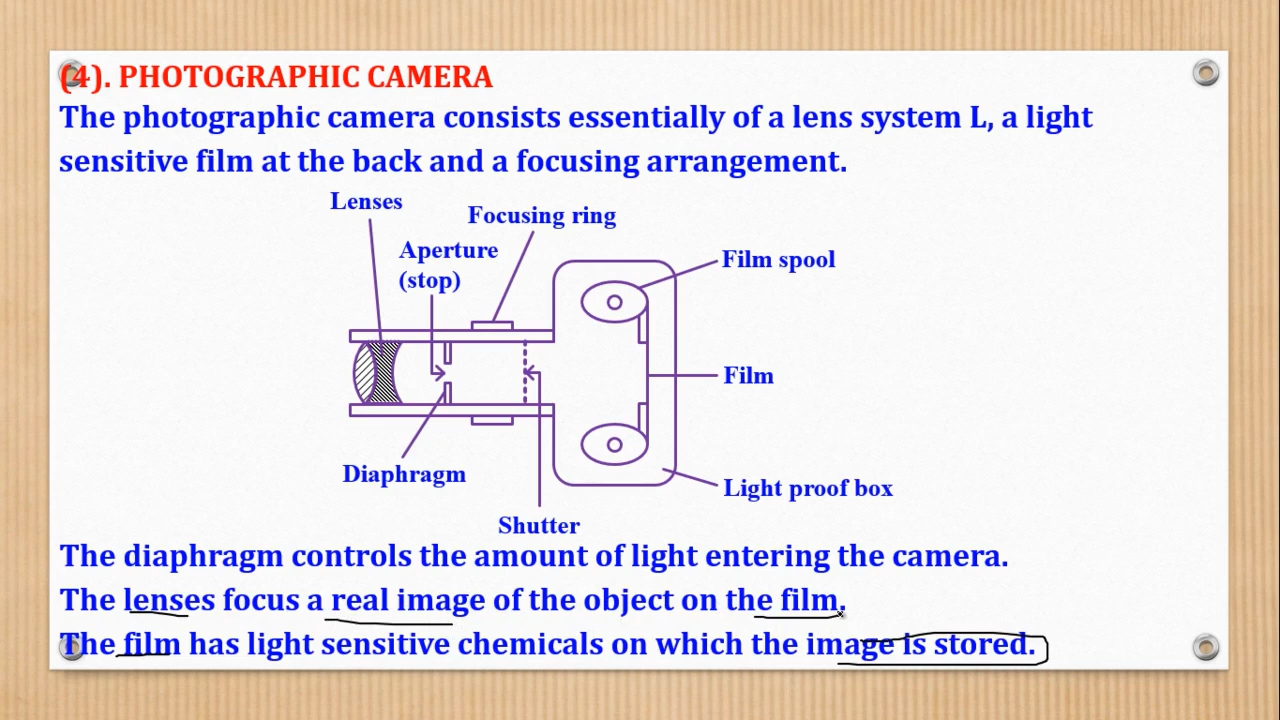 (4). PHOTOGRAPHIC CAMERA
The photographic camera consists essentially of a lens system L, a light
sensitive film at the back and a focusing arrangement.
Lenses
Focusing ring
Aperture
(stop)
Film spool
Film
Diaphragm
Light proof box
Shutter
The diaphragm controls the amount of light entering the camera.
The lenses focus a real image of the object on the film.
The film has light sensitive chemicals on which the image is stored.